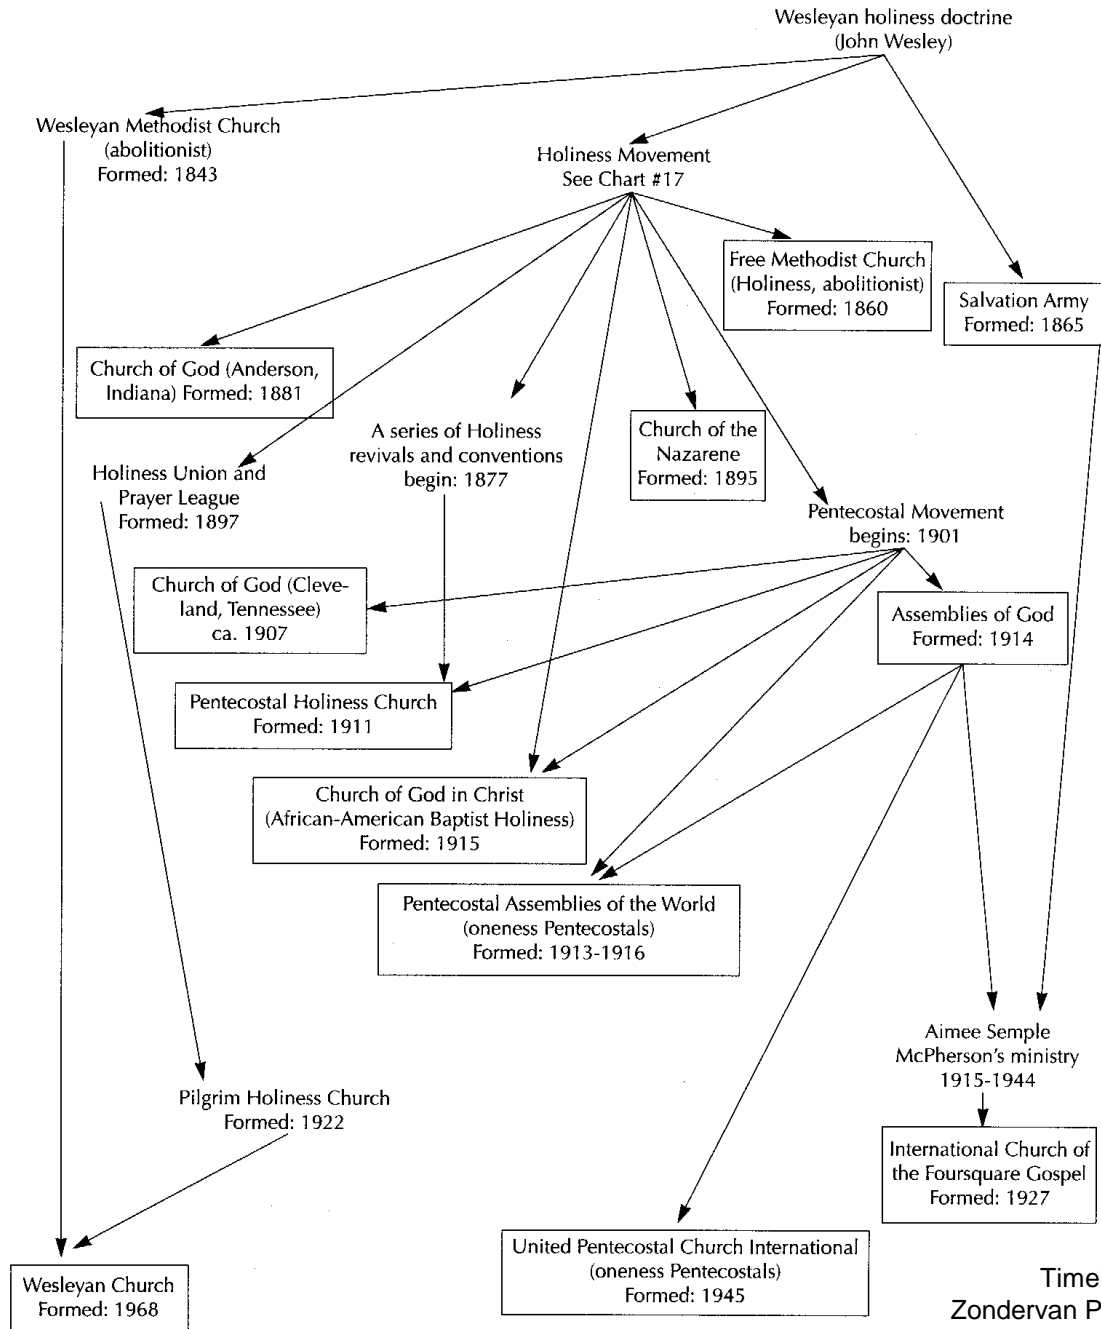 Wesleyan holiness doctrine
(John Wesley)
Wesleyan Methodist Church
(abolitionist)
Formed: 1843
Holiness Movement
See Chart #17
Free Methodist Church
(Holiness, abolitionist)
Formed: 1860
Salvation Army
Formed: 1865
Church of God (Anderson,
Indiana) Formed: 1881
A series of Holiness
revivals and conventions
begin: 1877
Church of the
Nazarene
Formed: 1895
Holiness Union and
Prayer League
Formed: 1897
Pentecostal Movement
begins: 1901
Church of God (Cleve-
land, Tennessee)
ca. 1907
Assemblies of God
Formed: 1914
Pentecostal Holiness Church
Formed: 1911
Church of God in Christ
(African-American Baptist Holiness)
Formed: 1915
Pentecostal Assemblies of the World
(oneness Pentecostals)
Formed: 1913-1916
Aimee Semple
McPherson's ministry
1915-1944
Pilgrim Holiness Church
Formed: 1922
International Church of
the Foursquare Gospel
Formed: 1927
United Pentecostal Church International
(oneness Pentecostals)
Formed: 1945
Wesleyan Church
Formed: 1968
Time
Zondervan P